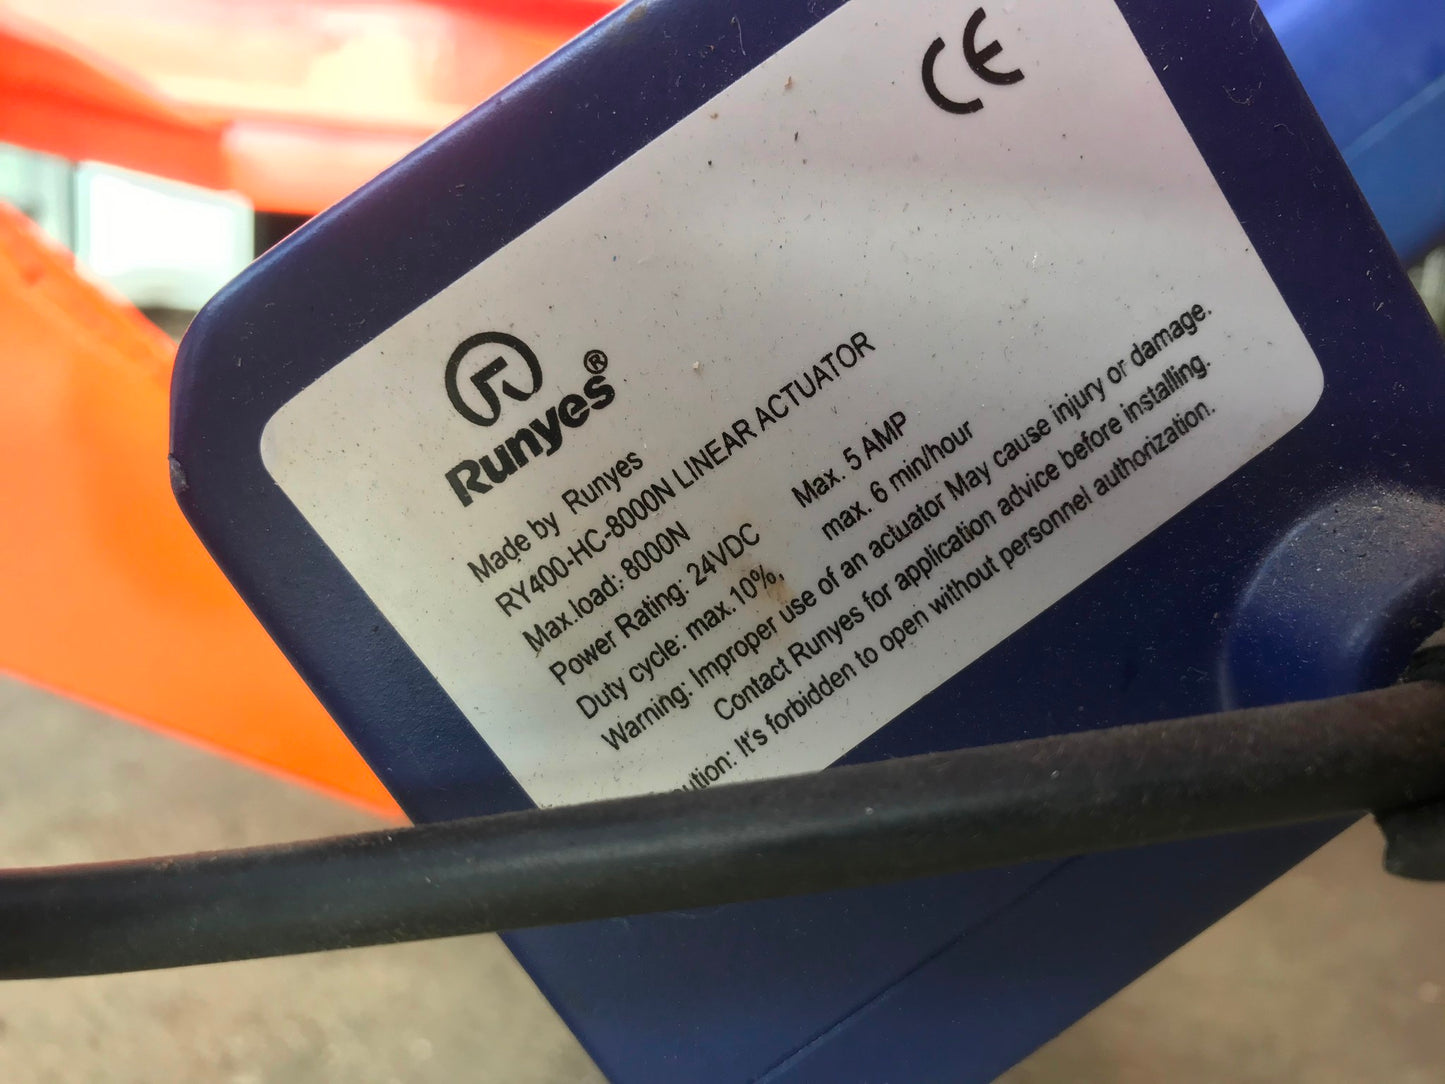 CE
Runyes®
Made by Runyes
RY400-HC-8000N LINEAR ACTUATOR
Max.load: 8000N
Power Rating: 24VDC Max. 5 AMP
Duty cycle: max.10%, max. 6 min/hour
Warning: Improper use of an actuator May cause injury or damage.
Contact Runyes for application advice before installing.
ution: It's forbidden to open without personnel authorization.